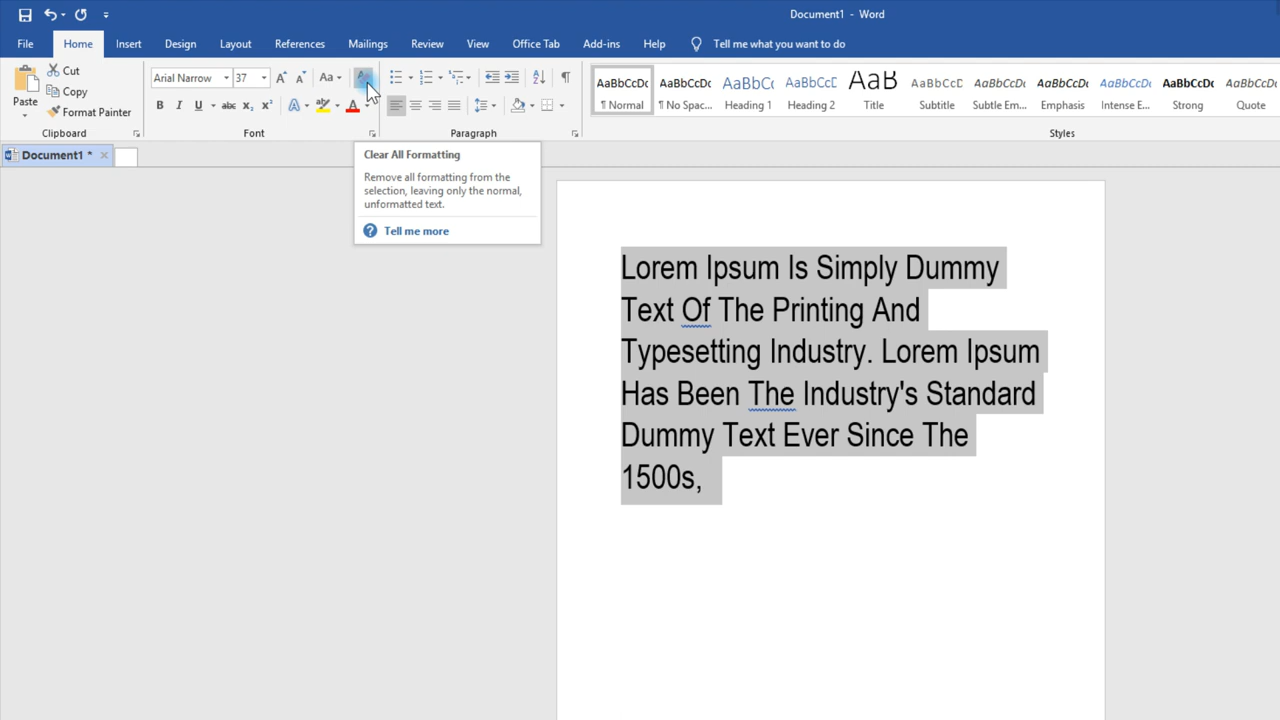 Document1 - Word
File Home Insert Design Layout References Mailings Review View Office Tab Add-ins Help Tell me what you want to do
Paste
Cut
Copy
Format Painter
Clipboard
Arial Narrow 37 Aa
B I U abc x₂ x² A A
Font
Paragraph
AaBbCcDc AaBbCcDc AaBbCc AaBbCcD AaB AaBbCcD AaBbCcDc AaBbCcDc AaBbCcDc AaBbCcDc AaBbCcDc
¶ Normal ¶ No Spac... Heading 1 Heading 2 Title Subtitle Subtle Em... Emphasis Intense E... Strong Quote
Styles
Document1 *
Clear All Formatting
Remove all formatting from the
selection, leaving only the normal,
unformatted text.
Tell me more
Lorem Ipsum Is Simply Dummy
Text Of The Printing And
Typesetting Industry. Lorem Ipsum
Has Been The Industry's Standard
Dummy Text Ever Since The
1500s,